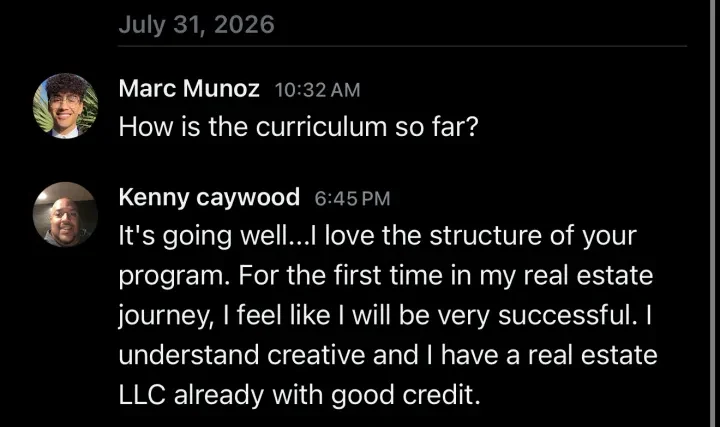 July 31, 2026
Marc Munoz 10:32 AM
How is the curriculum so far?
Kenny caywood 6:45 PM
It's going well...I love the structure of your
program. For the first time in my real estate
journey, I feel like I will be very successful. I
understand creative and I have a real estate
LLC already with good credit.